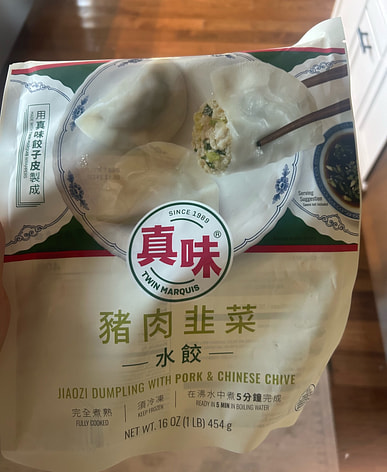 用真味餃子皮製成
Serving
Suggestion
SINCE 1989
真味®
TWIN MARQUIS
豬肉韭菜
水餃
JIAOZI DUMPLING WITH PORK & CHINESE CHIVE
完全煮熟
FULLY COOKED
須冷凍
KEEP FROZEN
在沸水中煮5分鐘完成
READY IN 5 MIN IN BOILING WATER
NET WT. 16 OZ (1 LB) 454 g